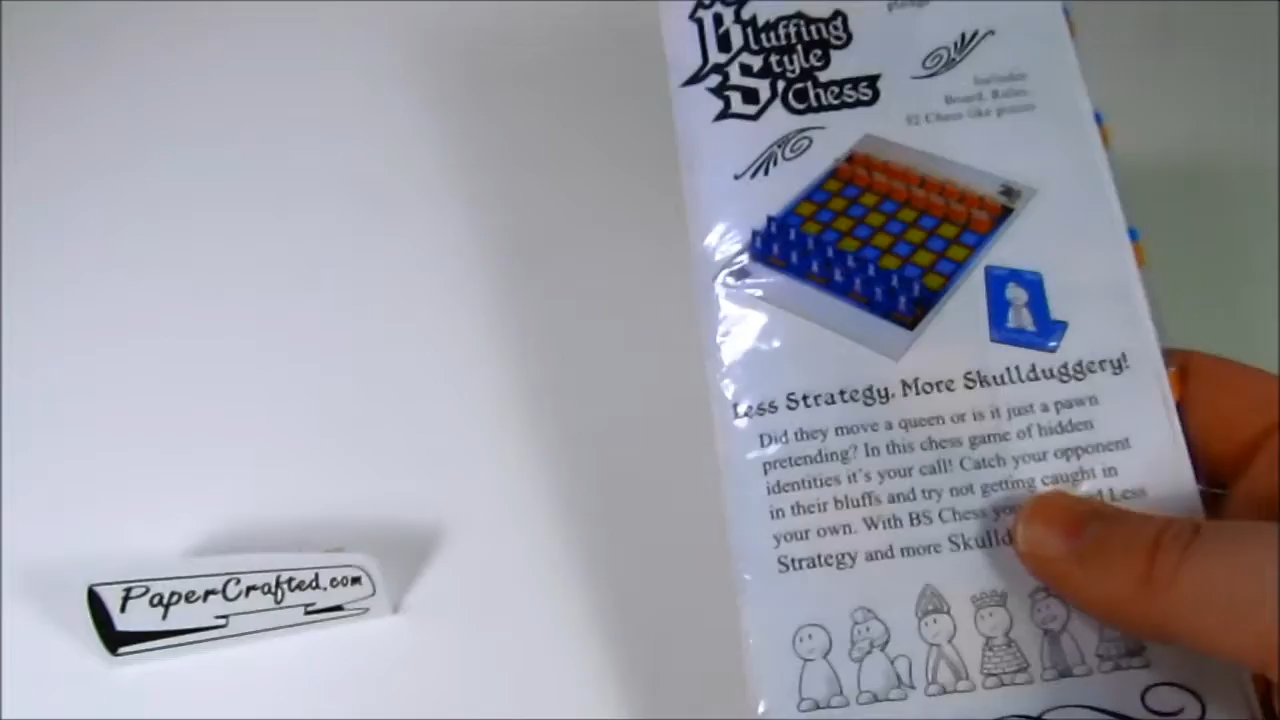 Bluffing
Style
Chess
Includes
Board, Rules,
32 Chess like pieces
Less Strategy, More Skullduggery!
Did they move a queen or is it just a pawn
pretending? In this chess game of hidden
identities it's your call! Catch your opponent
in their bluffs and try not getting caught in
your own. With BS Chess Less
Strategy and more
PaperCrafted.com